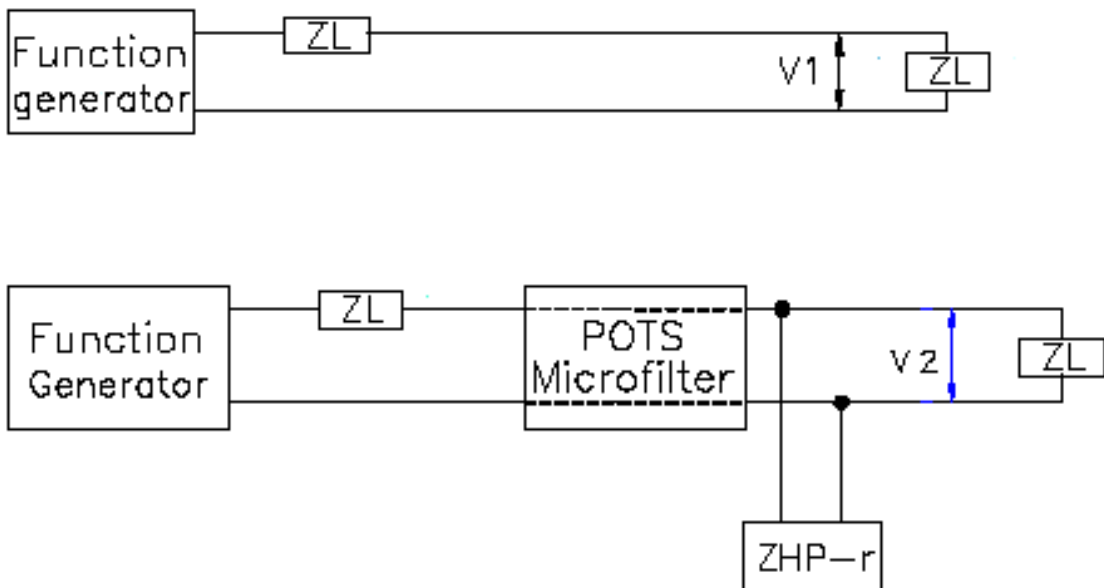 Function
generator
ZL
V1
ZL
Function
Generator
ZL
POTS
Microfilter
V2
ZL
ZHP-r